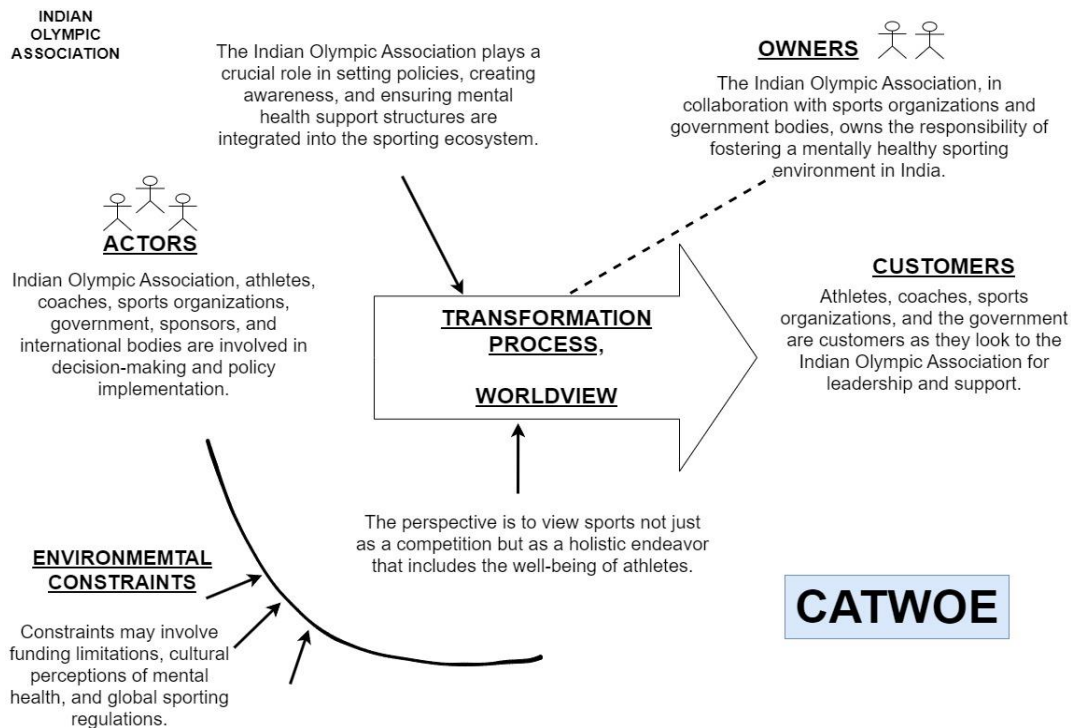 INDIAN
OLYMPIC
ASSOCIATION
The Indian Olympic Association plays a
crucial role in setting policies, creating
awareness, and ensuring mental
health support structures are
integrated into the sporting ecosystem.
OWNERS
The Indian Olympic Association, in
collaboration with sports organizations and
government bodies, owns the responsibility of
fostering a mentally healthy sporting
environment in India.
ACTORS
Indian Olympic Association, athletes,
coaches, sports organizations,
government, sponsors, and
international bodies are involved in
decision-making and policy
implementation.
TRANSFORMATION
PROCESS,
WORLDVIEW
CUSTOMERS
Athletes, coaches, sports
organizations, and the government
are customers as they look to the
Indian Olympic Association for
leadership and support.
The perspective is to view sports not just
as a competition but as a holistic endeavor
that includes the well-being of athletes.
ENVIRONMEMTAL
CONSTRAINTS
Constraints may involve
funding limitations, cultural
perceptions of mental
health, and global sporting
regulations.
CATWOE